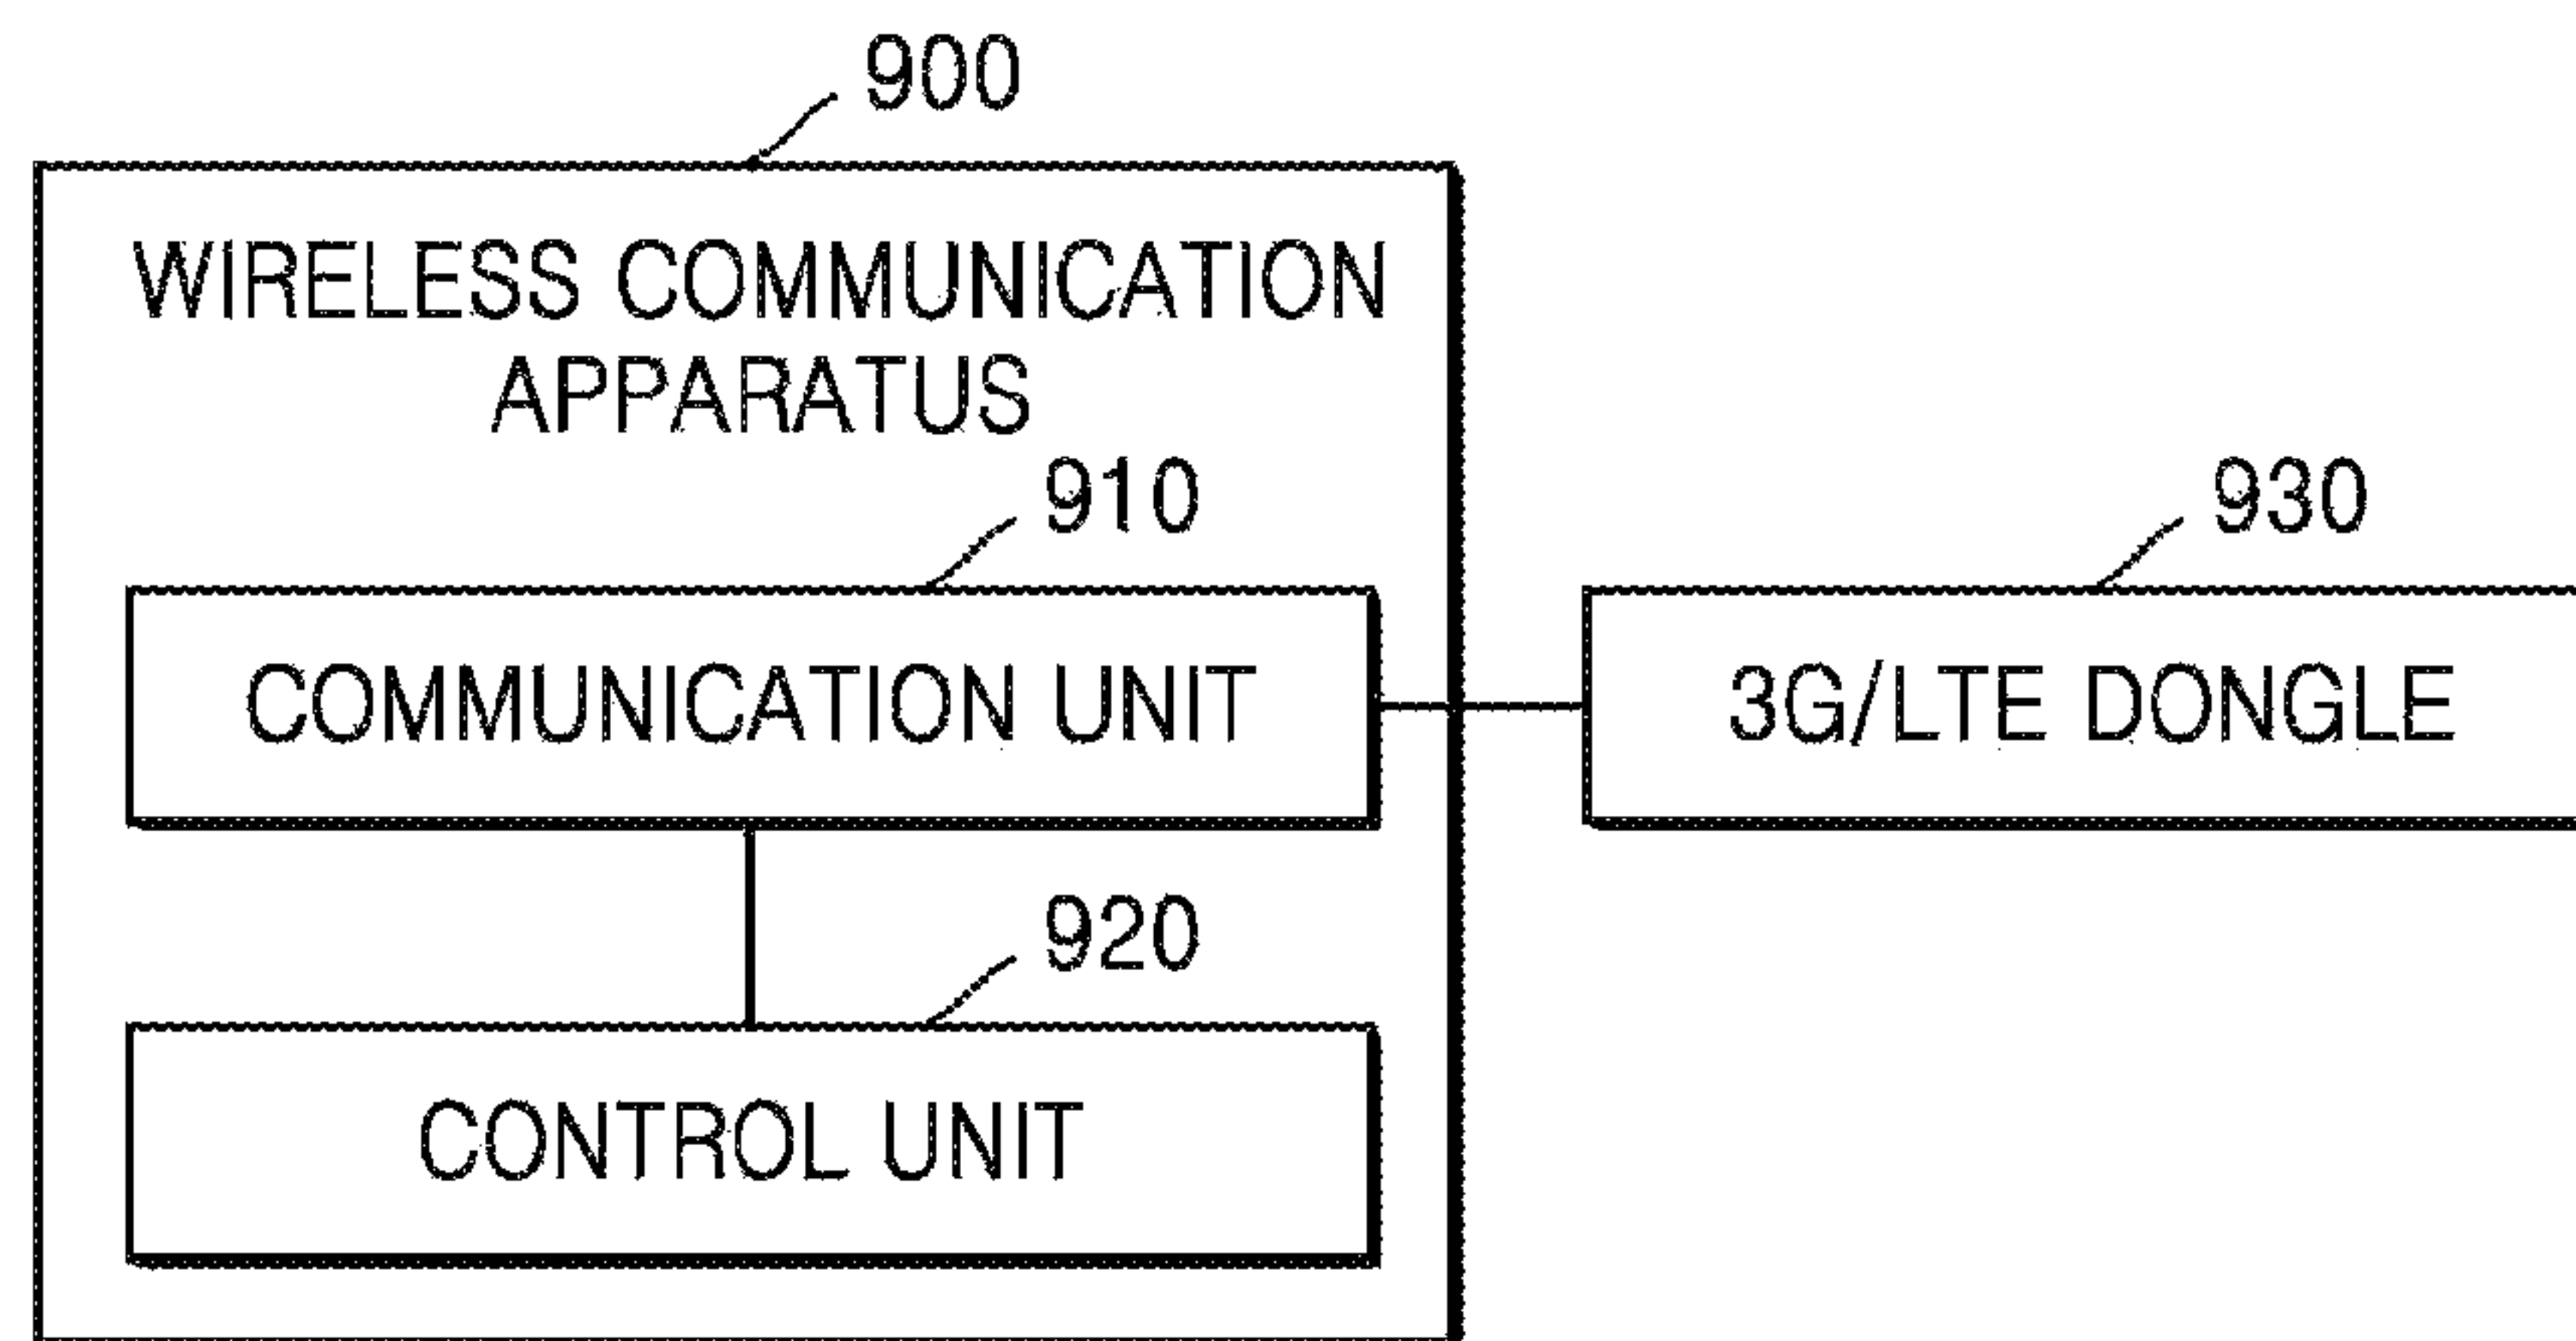 900
WIRELESS COMMUNICATION
APPARATUS
910
930
COMMUNICATION UNIT
3G/LTE DONGLE
920
CONTROL UNIT